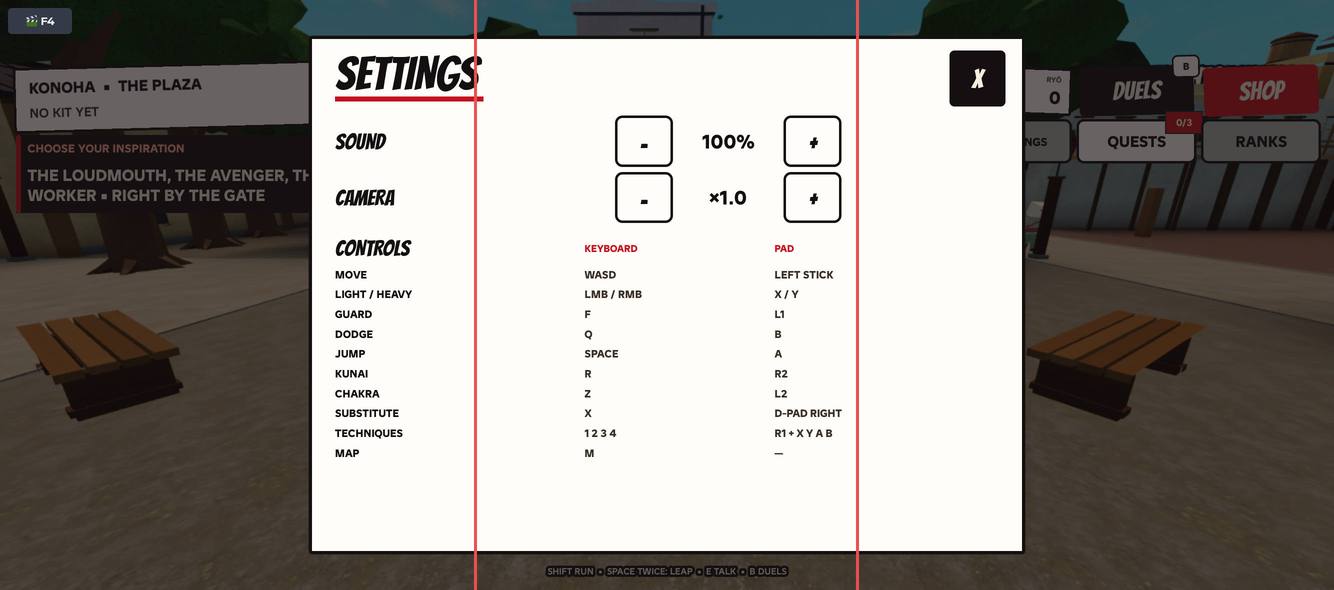 F4
KONOHA ▪ THE PLAZA
NO KIT YET
CHOOSE YOUR INSPIRATION
THE LOUDMOUTH, THE AVENGER, TH
WORKER ▪ RIGHT BY THE GATE
SETTINGS
X
SOUND
- 100% +
CAMERA
- ×1.0 +
CONTROLS KEYBOARD PAD
MOVE WASD LEFT STICK
LIGHT / HEAVY LMB / RMB X / Y
GUARD F L1
DODGE Q B
JUMP SPACE A
KUNAI R R2
CHAKRA Z L2
SUBSTITUTE X D-PAD RIGHT
TECHNIQUES 1 2 3 4 R1 + X Y A B
MAP M —
RYŌ
0
B
DUELS
SHOP
0/3
NGS
QUESTS
RANKS
SHIFT RUN ▪ SPACE TWICE: LEAP ▪ E TALK ▪ B DUELS